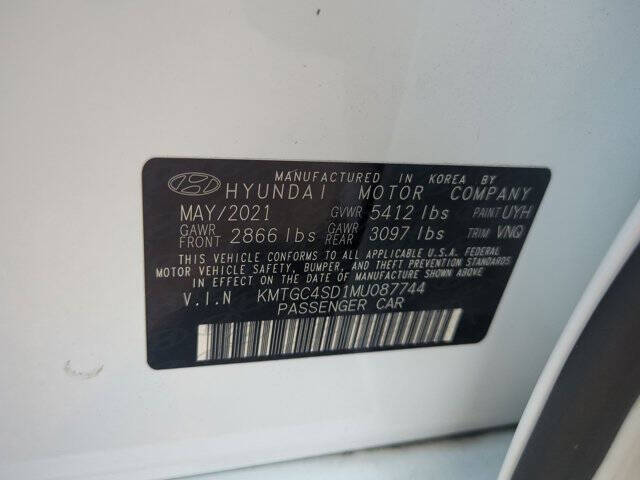 MANUFACTURED IN KOREA BY
HYUNDAI MOTOR COMPANY
MAY/2021 GVWR 5412 lbs PAINT UYH
GAWR FRONT 2866 lbs GAWR REAR 3097 lbs TRIM VNQ
THIS VEHICLE CONFORMS TO ALL APPLICABLE U.S.A. FEDERAL
MOTOR VEHICLE SAFETY, BUMPER, AND THEFT PREVENTION STANDARDS
IN EFFECT ON THE DATE OF MANUFACTURE SHOWN ABOVE.
V.I.N KMTGC4SD1MU087744
PASSENGER CAR